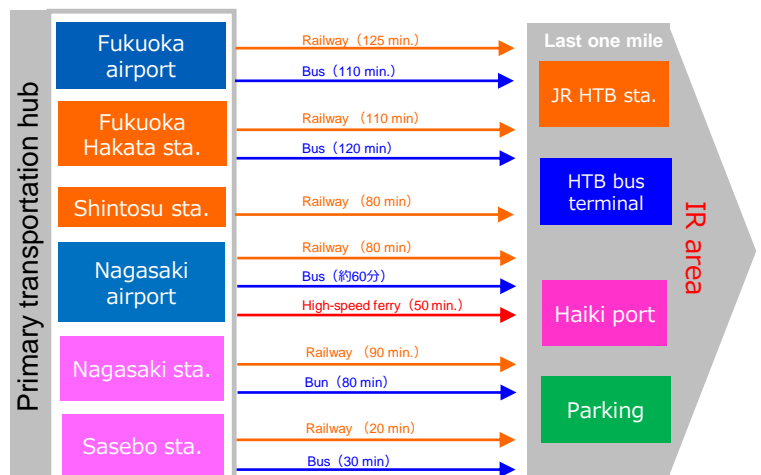 Primary transportation hub
Fukuoka
airport
Railway（125 min.）
Bus（110 min.）
Fukuoka
Hakata sta.
Railway （110 min）
Bus（120 min）
Shintosu sta.
Railway （80 min）
Nagasaki
airport
Railway （80 min）
Bus（約60分）
High-speed ferry（50 min.）
Nagasaki sta.
Railway （90 min.）
Bun（80 min）
Sasebo sta.
Railway （20 min）
Bus（30 min）
Last one mile
JR HTB sta.
HTB bus
terminal
Haiki port
Parking
IR area